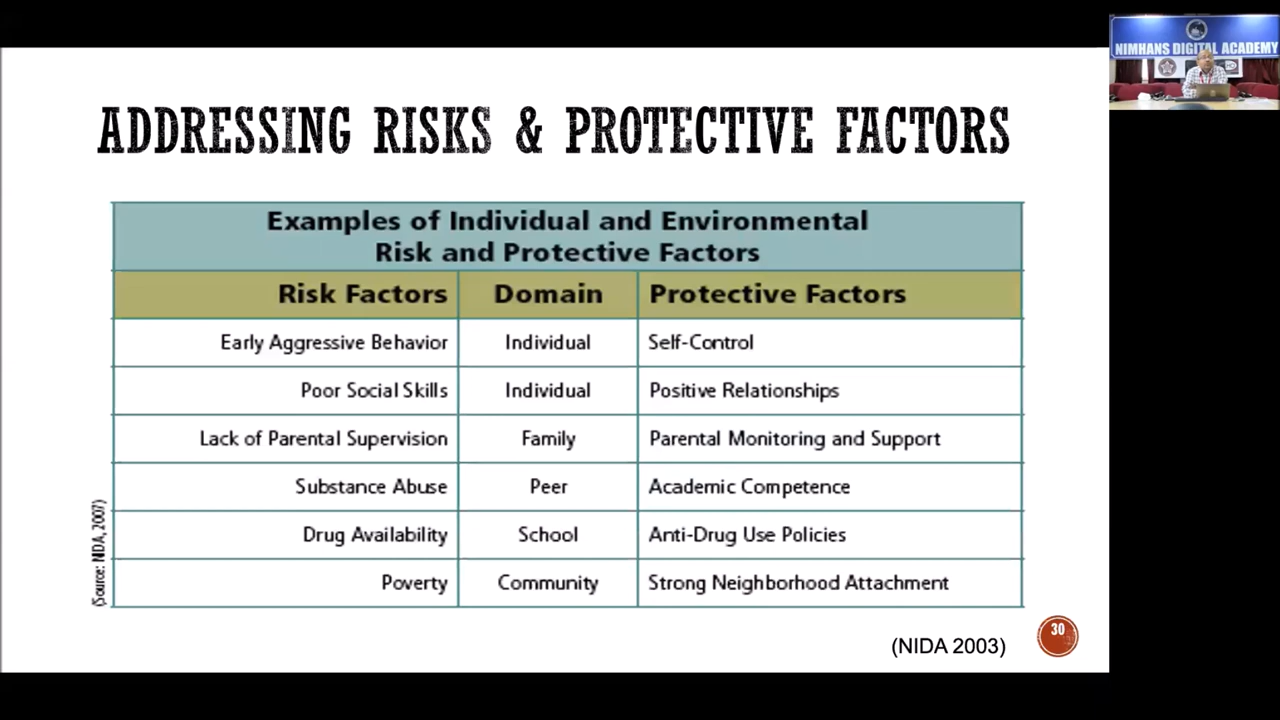 NIMHANS DIGITAL ACADEMY
ADDRESSING RISKS & PROTECTIVE FACTORS
Examples of Individual and Environmental
Risk and Protective Factors
Risk Factors Domain Protective Factors
Early Aggressive Behavior Individual Self-Control
Poor Social Skills Individual Positive Relationships
Lack of Parental Supervision Family Parental Monitoring and Support
Substance Abuse Peer Academic Competence
Drug Availability School Anti-Drug Use Policies
Poverty Community Strong Neighborhood Attachment
(Source: NIDA, 2007)
(NIDA 2003)
30